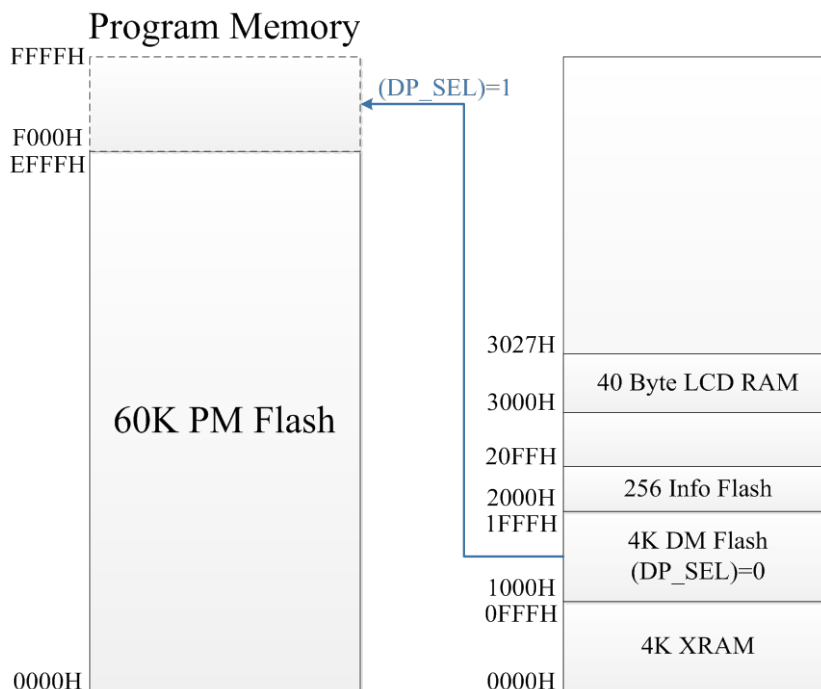 Program Memory
FFFFH
(DP_SEL)=1
F000H
EFFFH
60K PM Flash
0000H
3027H
40 Byte LCD RAM
3000H
20FFH
256 Info Flash
2000H
1FFFH
4K DM Flash
(DP_SEL)=0
1000H
0FFFH
4K XRAM
0000H